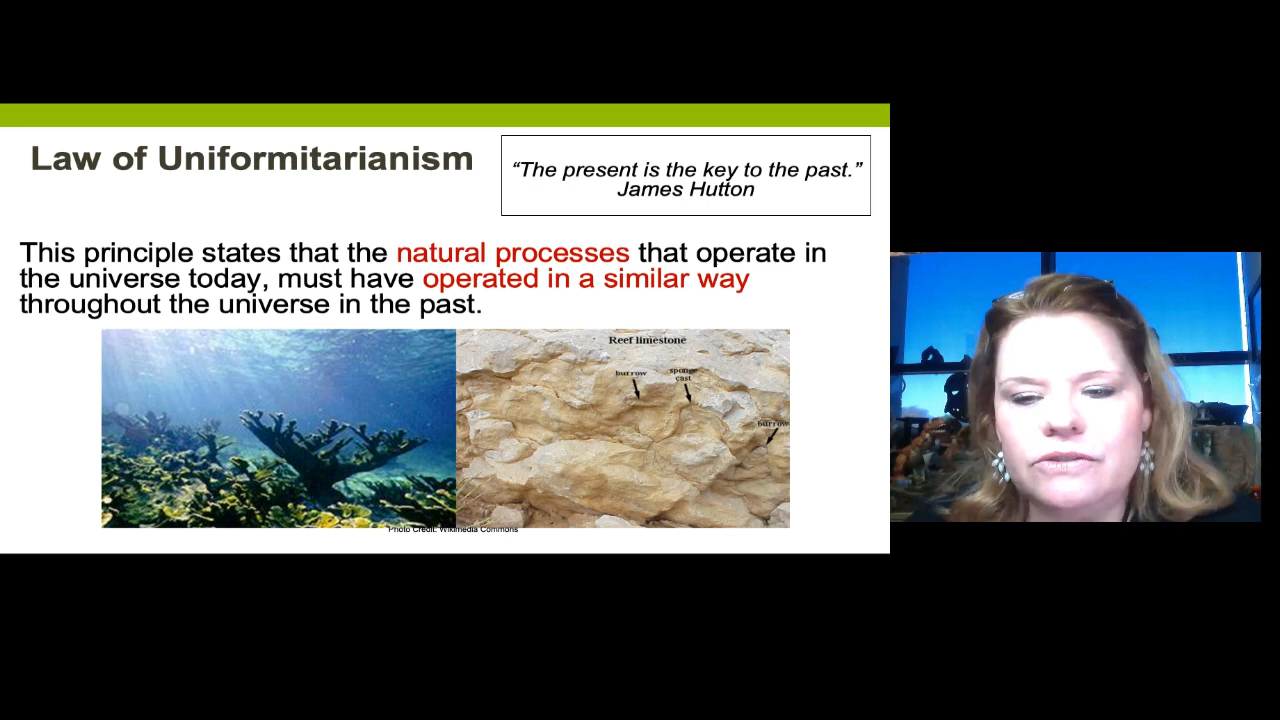 Law of Uniformitarianism
“The present is the key to the past.”
James Hutton
This principle states that the natural processes that operate in
the universe today, must have operated in a similar way
throughout the universe in the past.
Reef limestone
burrow
sponge
cast
burrow
Photo Credit: Wikimedia Commons